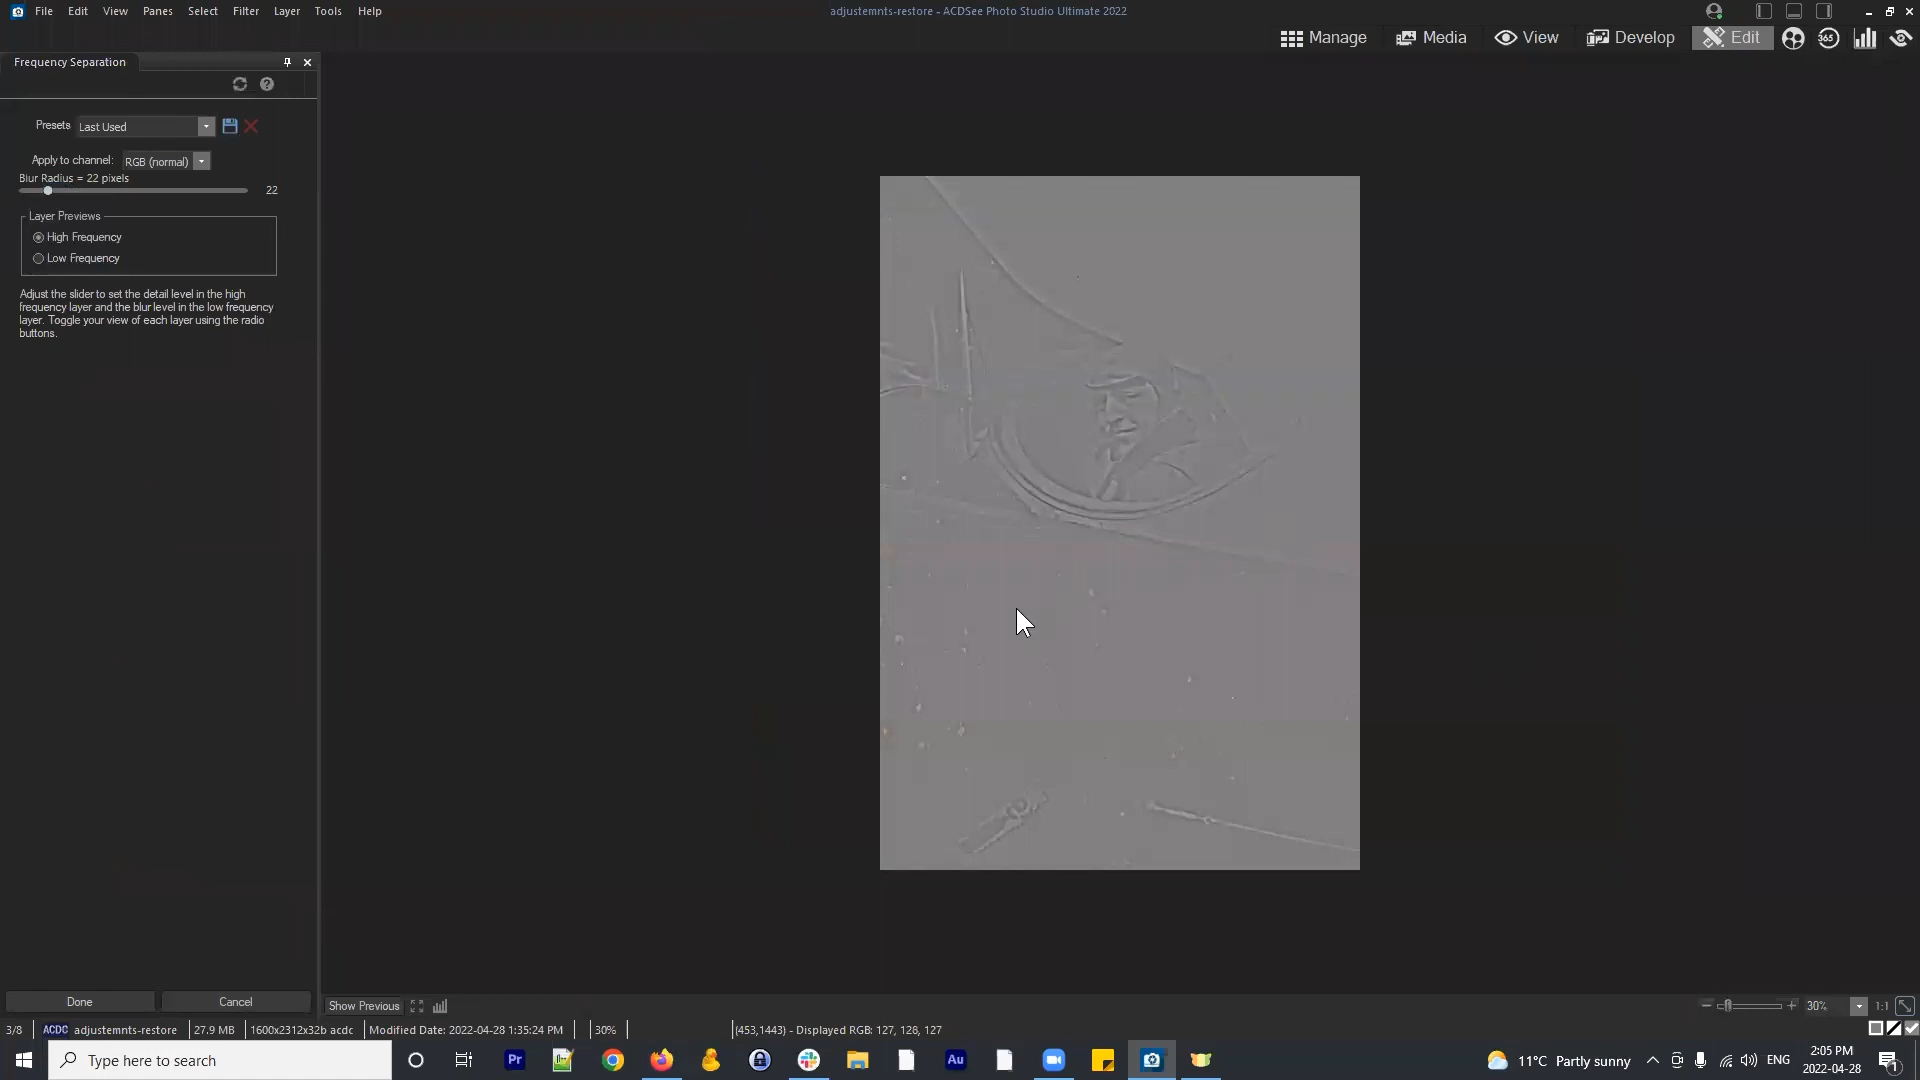 File Edit View Panes Select Filter Layer Tools Help
adjustemnts-restore - ACDSee Photo Studio Ultimate 2022
Manage Media View Develop Edit 365
Frequency Separation
Presets Last Used
Apply to channel: RGB (normal)
Blur Radius = 22 pixels
22
Layer Previews
High Frequency
Low Frequency
Adjust the slider to set the detail level in the high
frequency layer and the blur level in the low frequency
layer. Toggle your view of each layer using the radio
buttons.
Done Cancel
Show Previous
30% 1:1
3/8 ACDC adjustemnts-restore 27.9 MB 1600x2312x32b acdc Modified Date: 2022-04-28 1:35:24 PM 30% (453,1443) - Displayed RGB: 127, 128, 127
Type here to search
Pr
Au
11°C Partly sunny
ENG
2:05 PM
2022-04-28
1